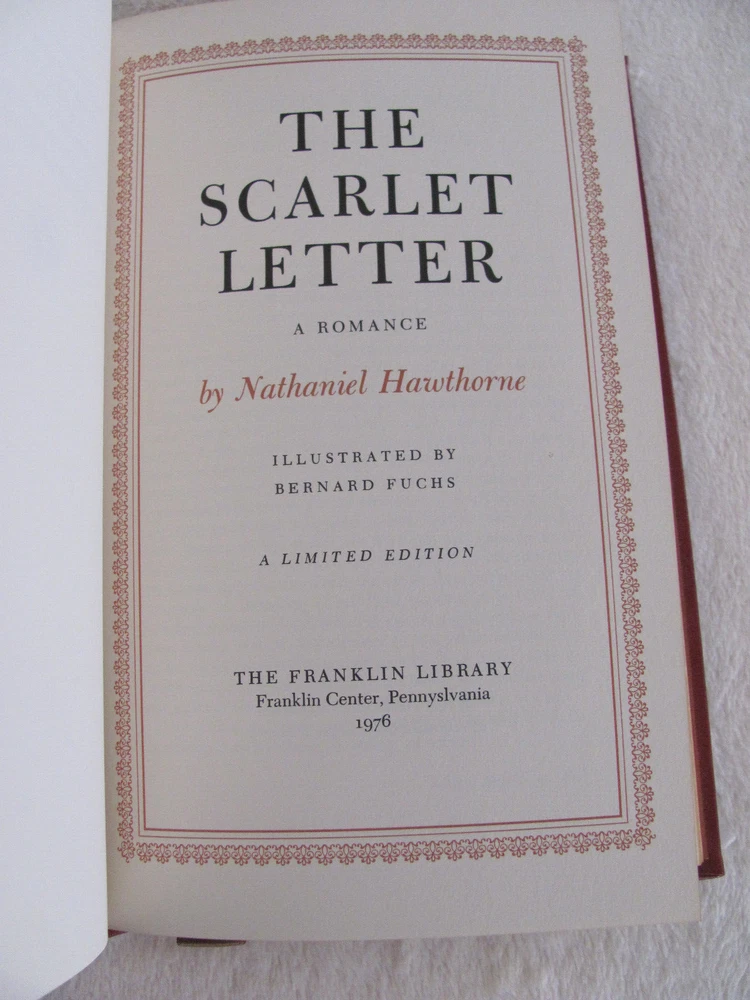 THE
SCARLET
LETTER
A ROMANCE
by Nathaniel Hawthorne
ILLUSTRATED BY
BERNARD FUCHS
A LIMITED EDITION
THE FRANKLIN LIBRARY
Franklin Center, Pennyslvania
1976